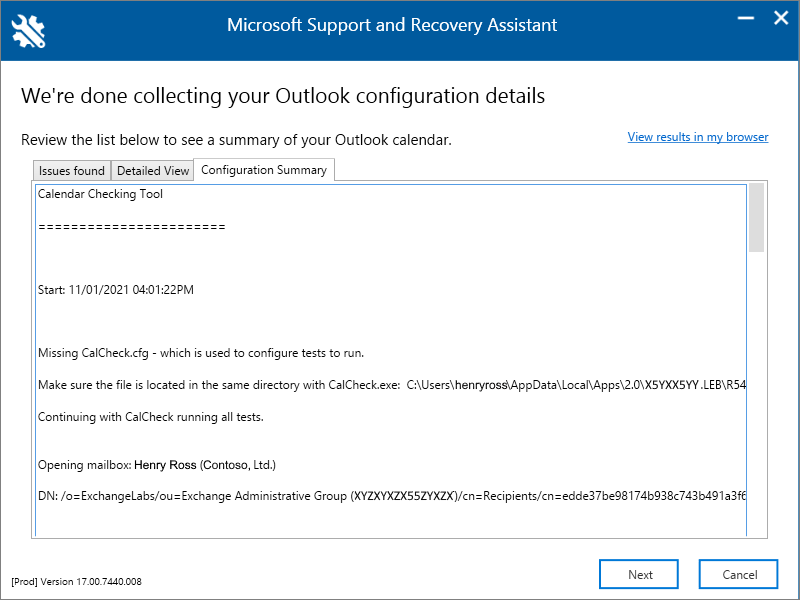 Microsoft Support and Recovery Assistant
We're done collecting your Outlook configuration details
Review the list below to see a summary of your Outlook calendar.
View results in my browser
Issues found
Detailed View
Configuration Summary
Calendar Checking Tool
=======================
Start: 11/01/2021 04:01:22PM
Missing CalCheck.cfg - which is used to configure tests to run.
Make sure the file is located in the same directory with CalCheck.exe:  C:\Users\henryross\AppData\Local\Apps\2.0\X5YXX5YY.LEB\R54
Continuing with CalCheck running all tests.
Opening mailbox: Henry Ross (Contoso, Ltd.)
DN: /o=ExchangeLabs/ou=Exchange Administrative Group (XYZXYXZX55ZYXZX)/cn=Recipients/cn=edde37be98174b938c743b491a3f6
[Prod] Version 17.00.7440.008
Next
Cancel